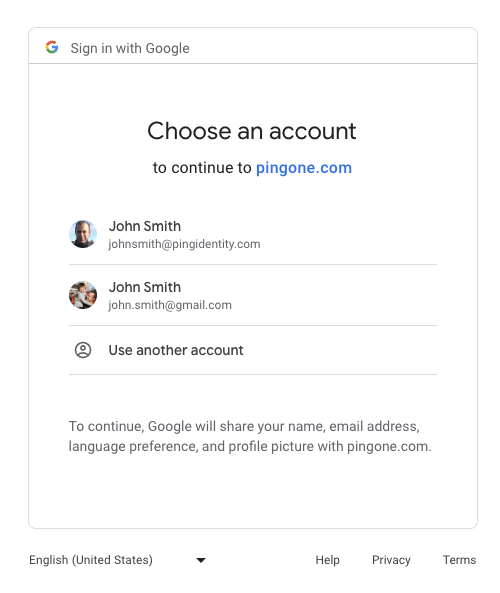 Sign in with Google
Choose an account
to continue to pingone.com
John Smith
johnsmith@pingidentity.com
John Smith
john.smith@gmail.com
Use another account
To continue, Google will share your name, email address,
language preference, and profile picture with pingone.com.
English (United States)
Help Privacy Terms